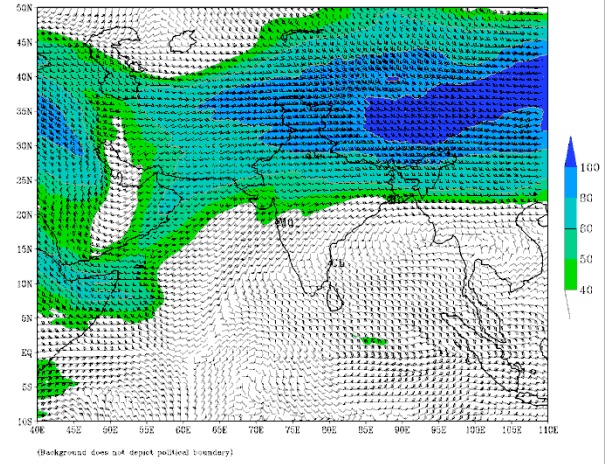 50N
45N
40N
35N
30N
25N
20N
15N
10N
5N
EQ
5S
10S
40E 45E 50E 55E 60E 65E 70E 75E 80E 85E 90E 95E 100E 105E 110E
100
80
60
50
40
(Background does not depict political boundary)